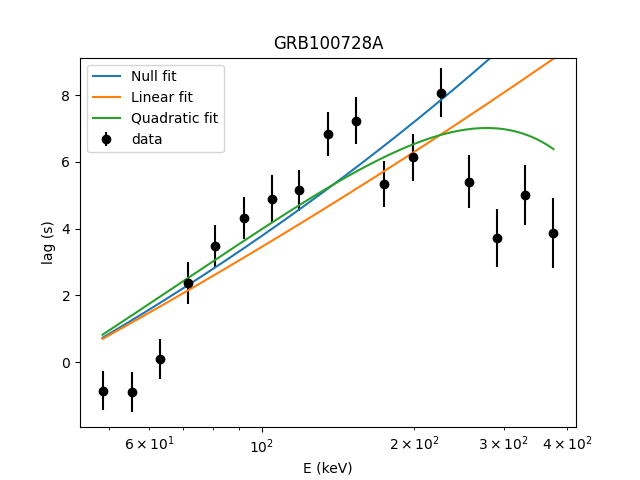 GRB100728A
Null fit
Linear fit
Quadratic fit
data
lag (s)
8
6
4
2
0
6 × 10¹
10²
2 × 10²
3 × 10²
4 × 10²
E (keV)